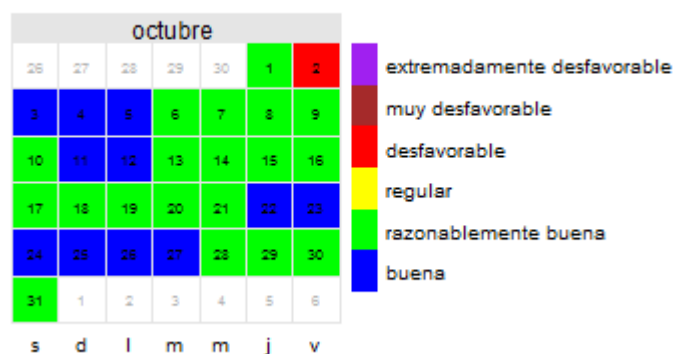 octubre
26 27 28 29 30 1 2
3 4 5 6 7 8 9
10 11 12 13 14 15 16
17 18 19 20 21 22 23
24 25 26 27 28 29 30
31 1 2 3 4 5 6
s d l m m j v
extremadamente desfavorable
muy desfavorable
desfavorable
regular
razonablemente buena
buena